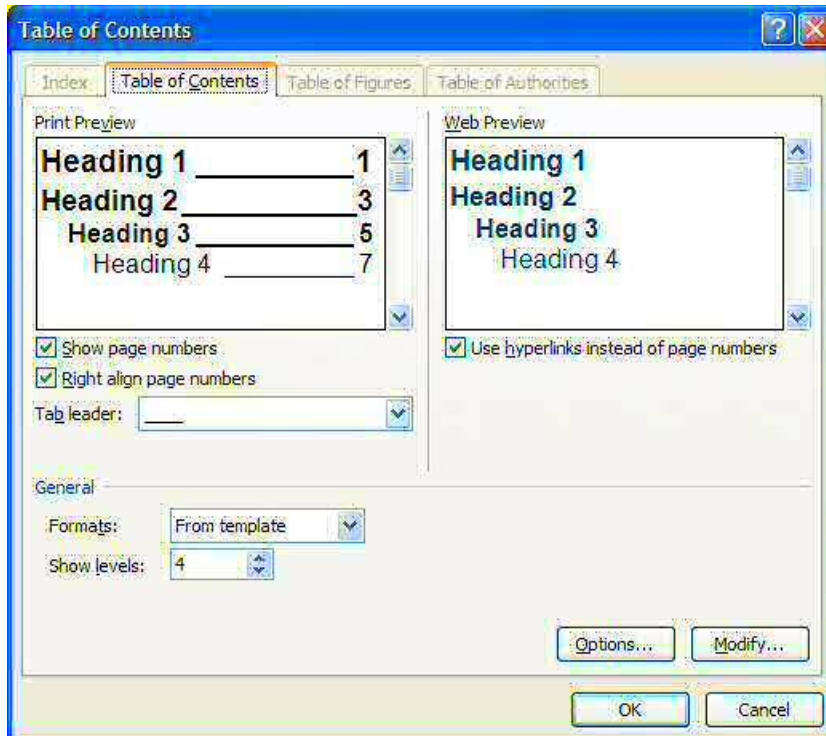 Table of Contents
Index Table of Contents Table of Figures Table of Authorities
Print Preview
Heading 1 1
Heading 2 3
Heading 3 5
Heading 4 7
Show page numbers
Right align page numbers
Tab leader: ____
Web Preview
Heading 1
Heading 2
Heading 3
Heading 4
Use hyperlinks instead of page numbers
General
Formats: From template
Show levels: 4
Options... Modify...
OK Cancel